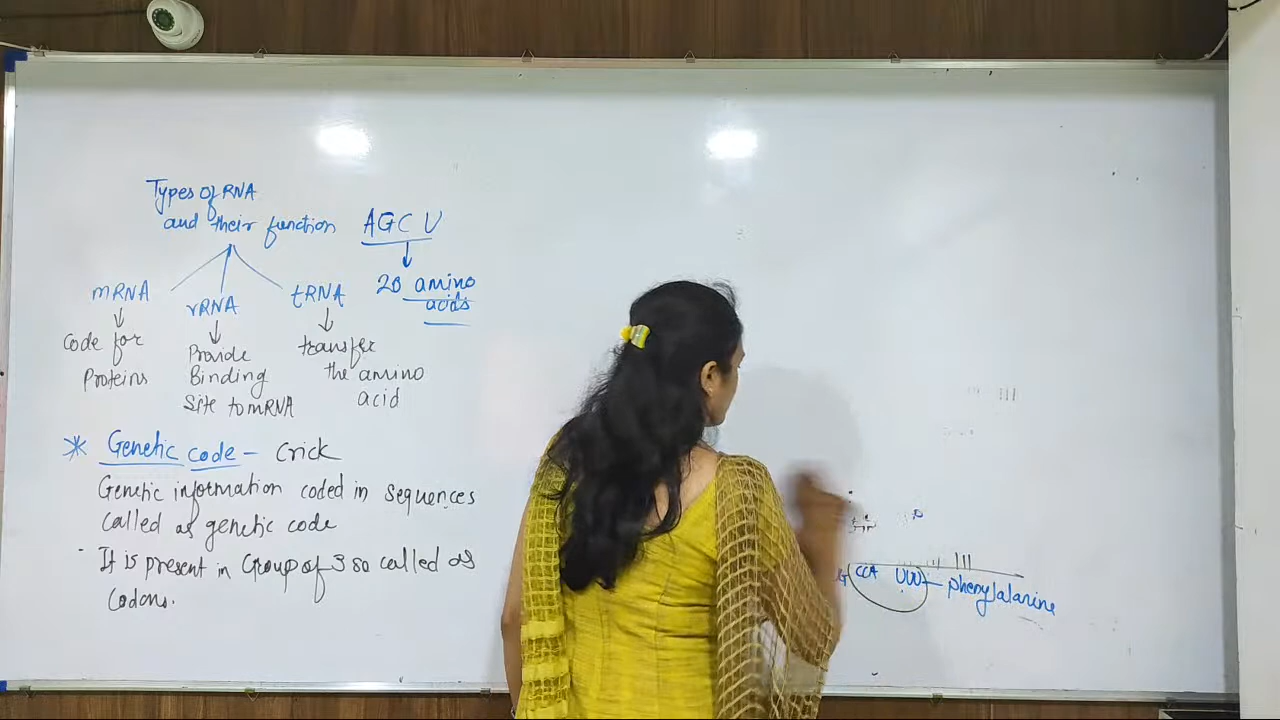 Types of RNA
and their function
AGC U
20 amino
acids
mRNA
rRNA
tRNA
Code for
Proteins
Provide
Binding
Site to mRNA
transfer
the amino
acid
* Genetic code - Crick
Genetic information coded in sequences
called as genetic code
- It is present in Group of 3 so called as
Codons.
G CCA UUU - phenylalanine